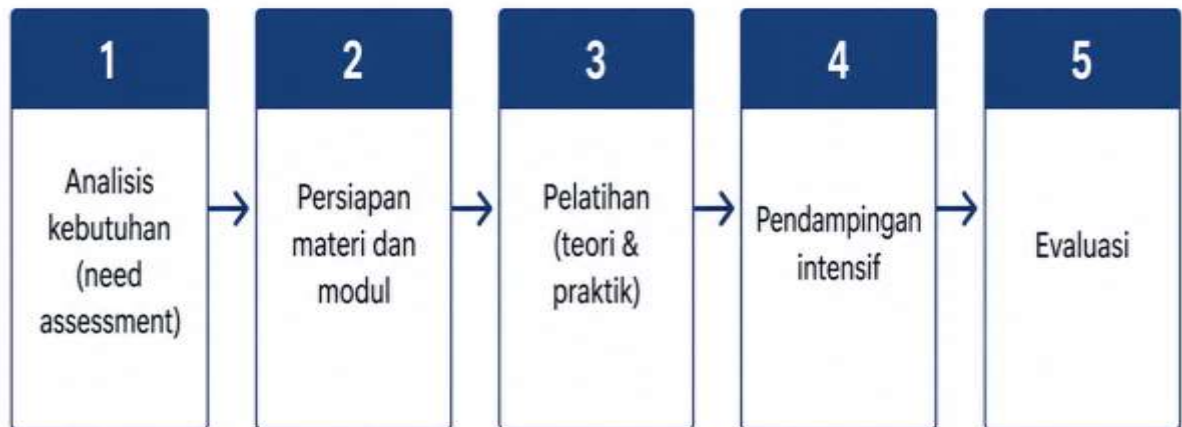 1
Analisis
kebutuhan
(need
assessment)
2
Persiapan
materi dan
modul
3
Pelatihan
(teori &
praktik)
4
Pendampingan
intensif
5
Evaluasi